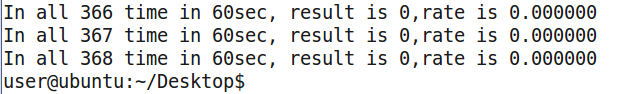 In all 366 time in 60sec, result is 0,rate is 0.000000
In all 367 time in 60sec, result is 0,rate is 0.000000
In all 368 time in 60sec, result is 0,rate is 0.000000
user@ubuntu:~/Desktop$